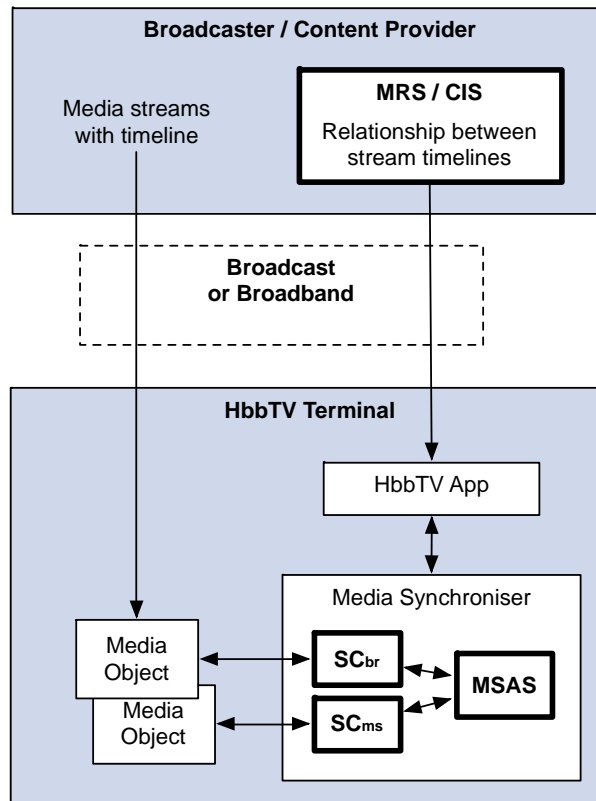 Broadcaster / Content Provider
Media streams
with timeline
MRS / CIS
Relationship between
stream timelines
Broadcast
or Broadband
HbbTV Terminal
HbbTV App
Media Synchroniser
Media
Object
SCbr
MSAS
Media
Object
SCms